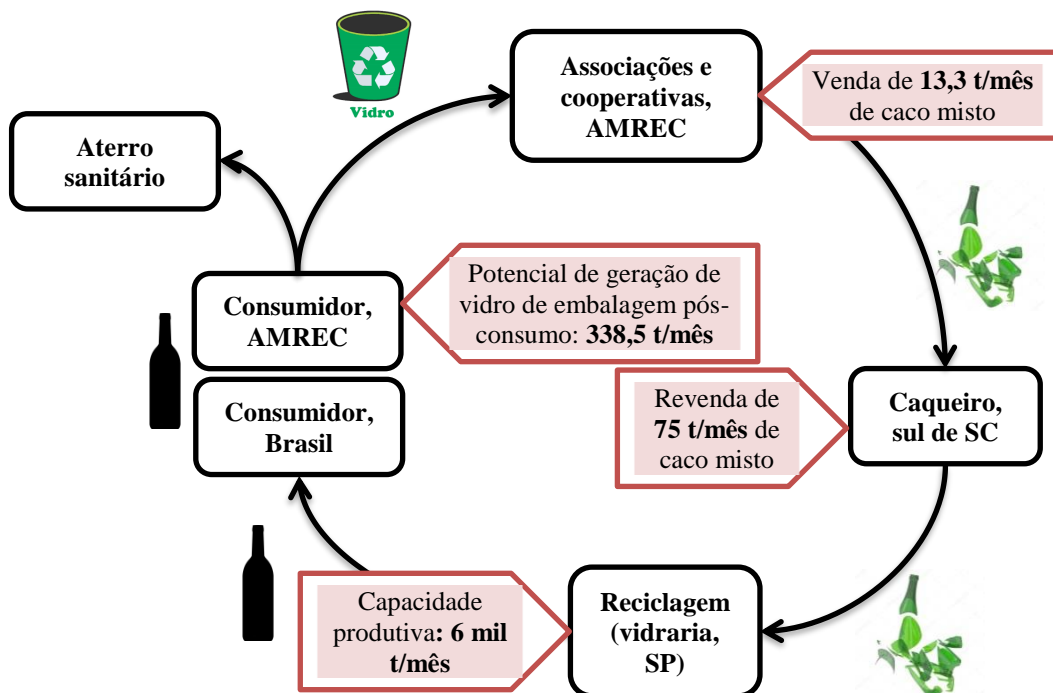 Vidro
Associações e
cooperativas,
AMREC
Venda de 13,3 t/mês
de caco misto
Aterro
sanitário
Consumidor,
AMREC
Potencial de geração de
vidro de embalagem pós-
consumo: 338,5 t/mês
Consumidor,
Brasil
Revenda de
75 t/mês de
caco misto
Caqueiro,
sul de SC
Capacidade
produtiva: 6 mil
t/mês
Reciclagem
(vidraria,
SP)